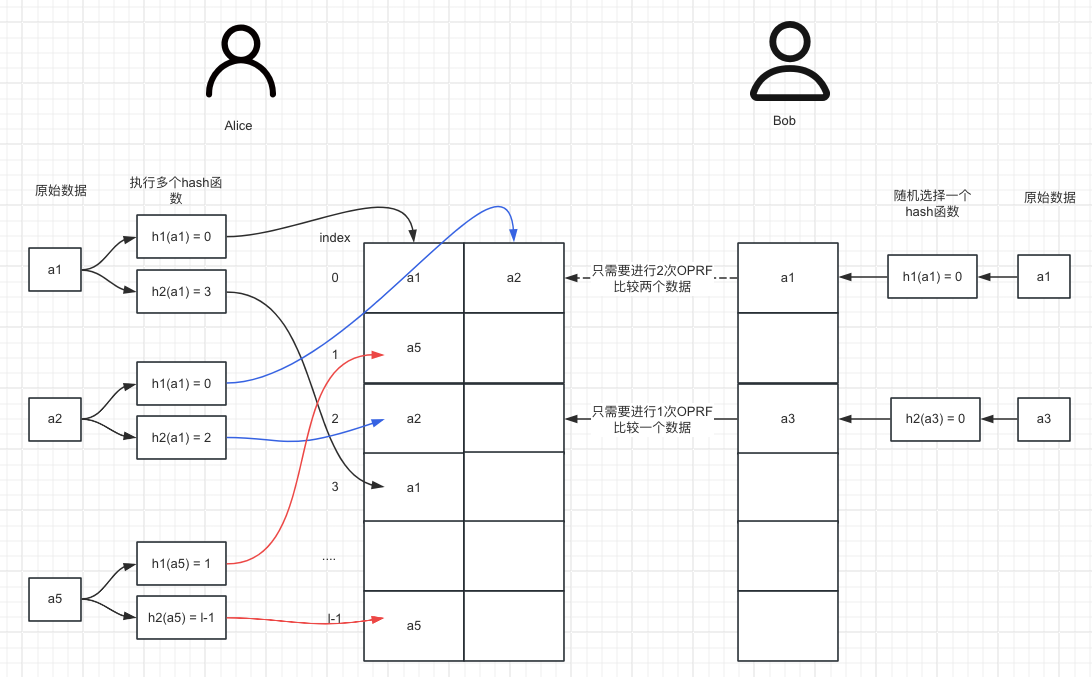 Alice
Bob
原始数据
执行多个hash函
数
随机选择一个
hash函数
原始数据
index
a1
h1(a1) = 0
h2(a1) = 3
a2
h1(a1) = 0
h2(a1) = 2
a5
h1(a5) = 1
h2(a5) = l-1
0
a1
a2
1
a5
2
a2
3
a1
....
l-1
a5
只需要进行2次OPRF
比较两个数据
a1
h1(a1) = 0
a1
只需要进行1次OPRF
比较一个数据
a3
h2(a3) = 0
a3